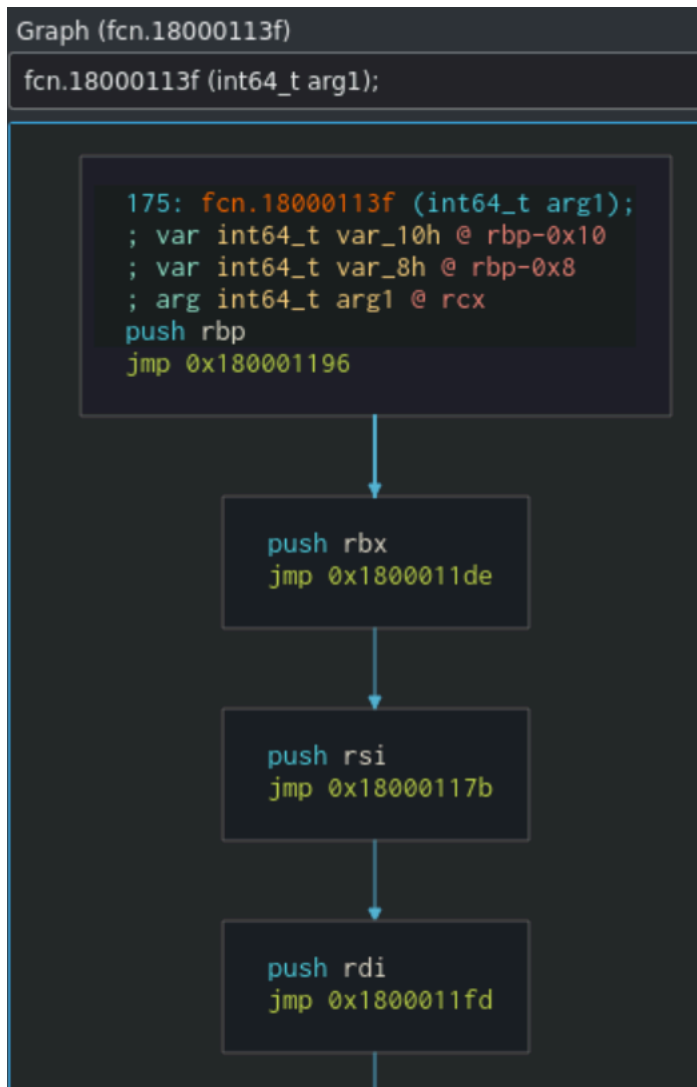 Graph (fcn.18000113f)
fcn.18000113f (int64_t arg1);
175: fcn.18000113f (int64_t arg1);
; var int64_t var_10h @ rbp-0x10
; var int64_t var_8h @ rbp-0x8
; arg int64_t arg1 @ rcx
push rbp
jmp 0x180001196
push rbx
jmp 0x1800011de
push rsi
jmp 0x18000117b
push rdi
jmp 0x1800011fd